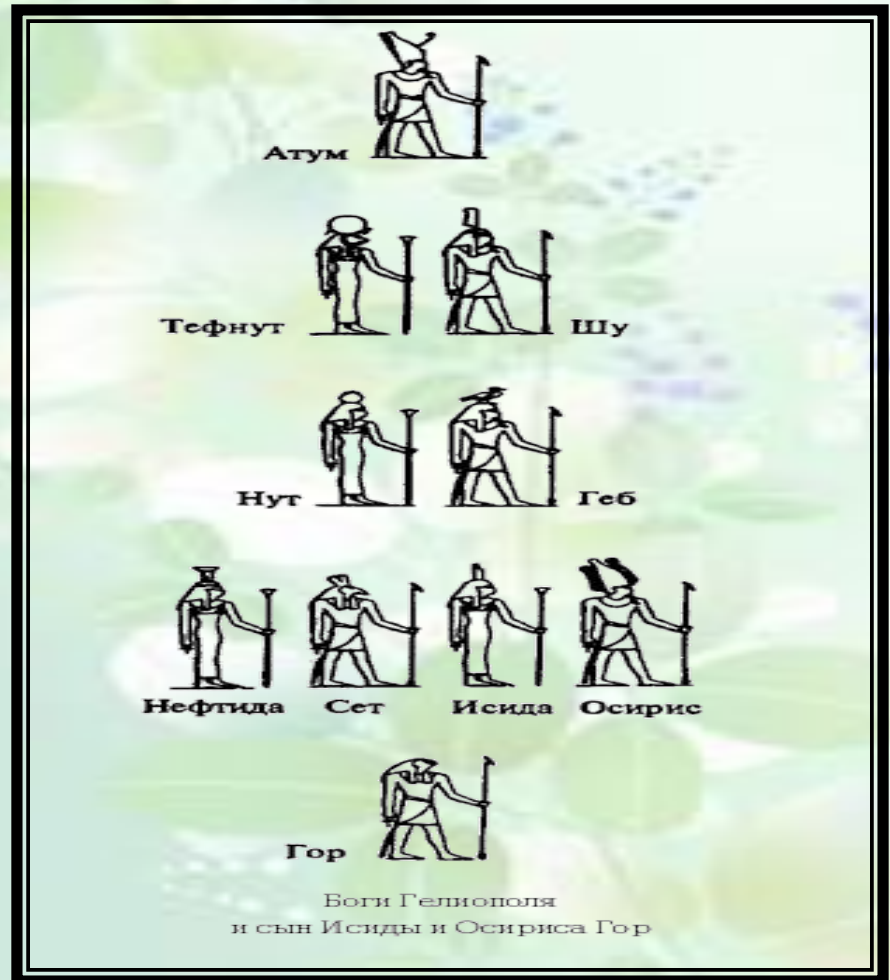 Атум
Тефнут Шу
Нут Геб
Нефтида Сет Исида Осирис
Гор
Боги Гелиополя
и сын Исиды и Осириса Гор